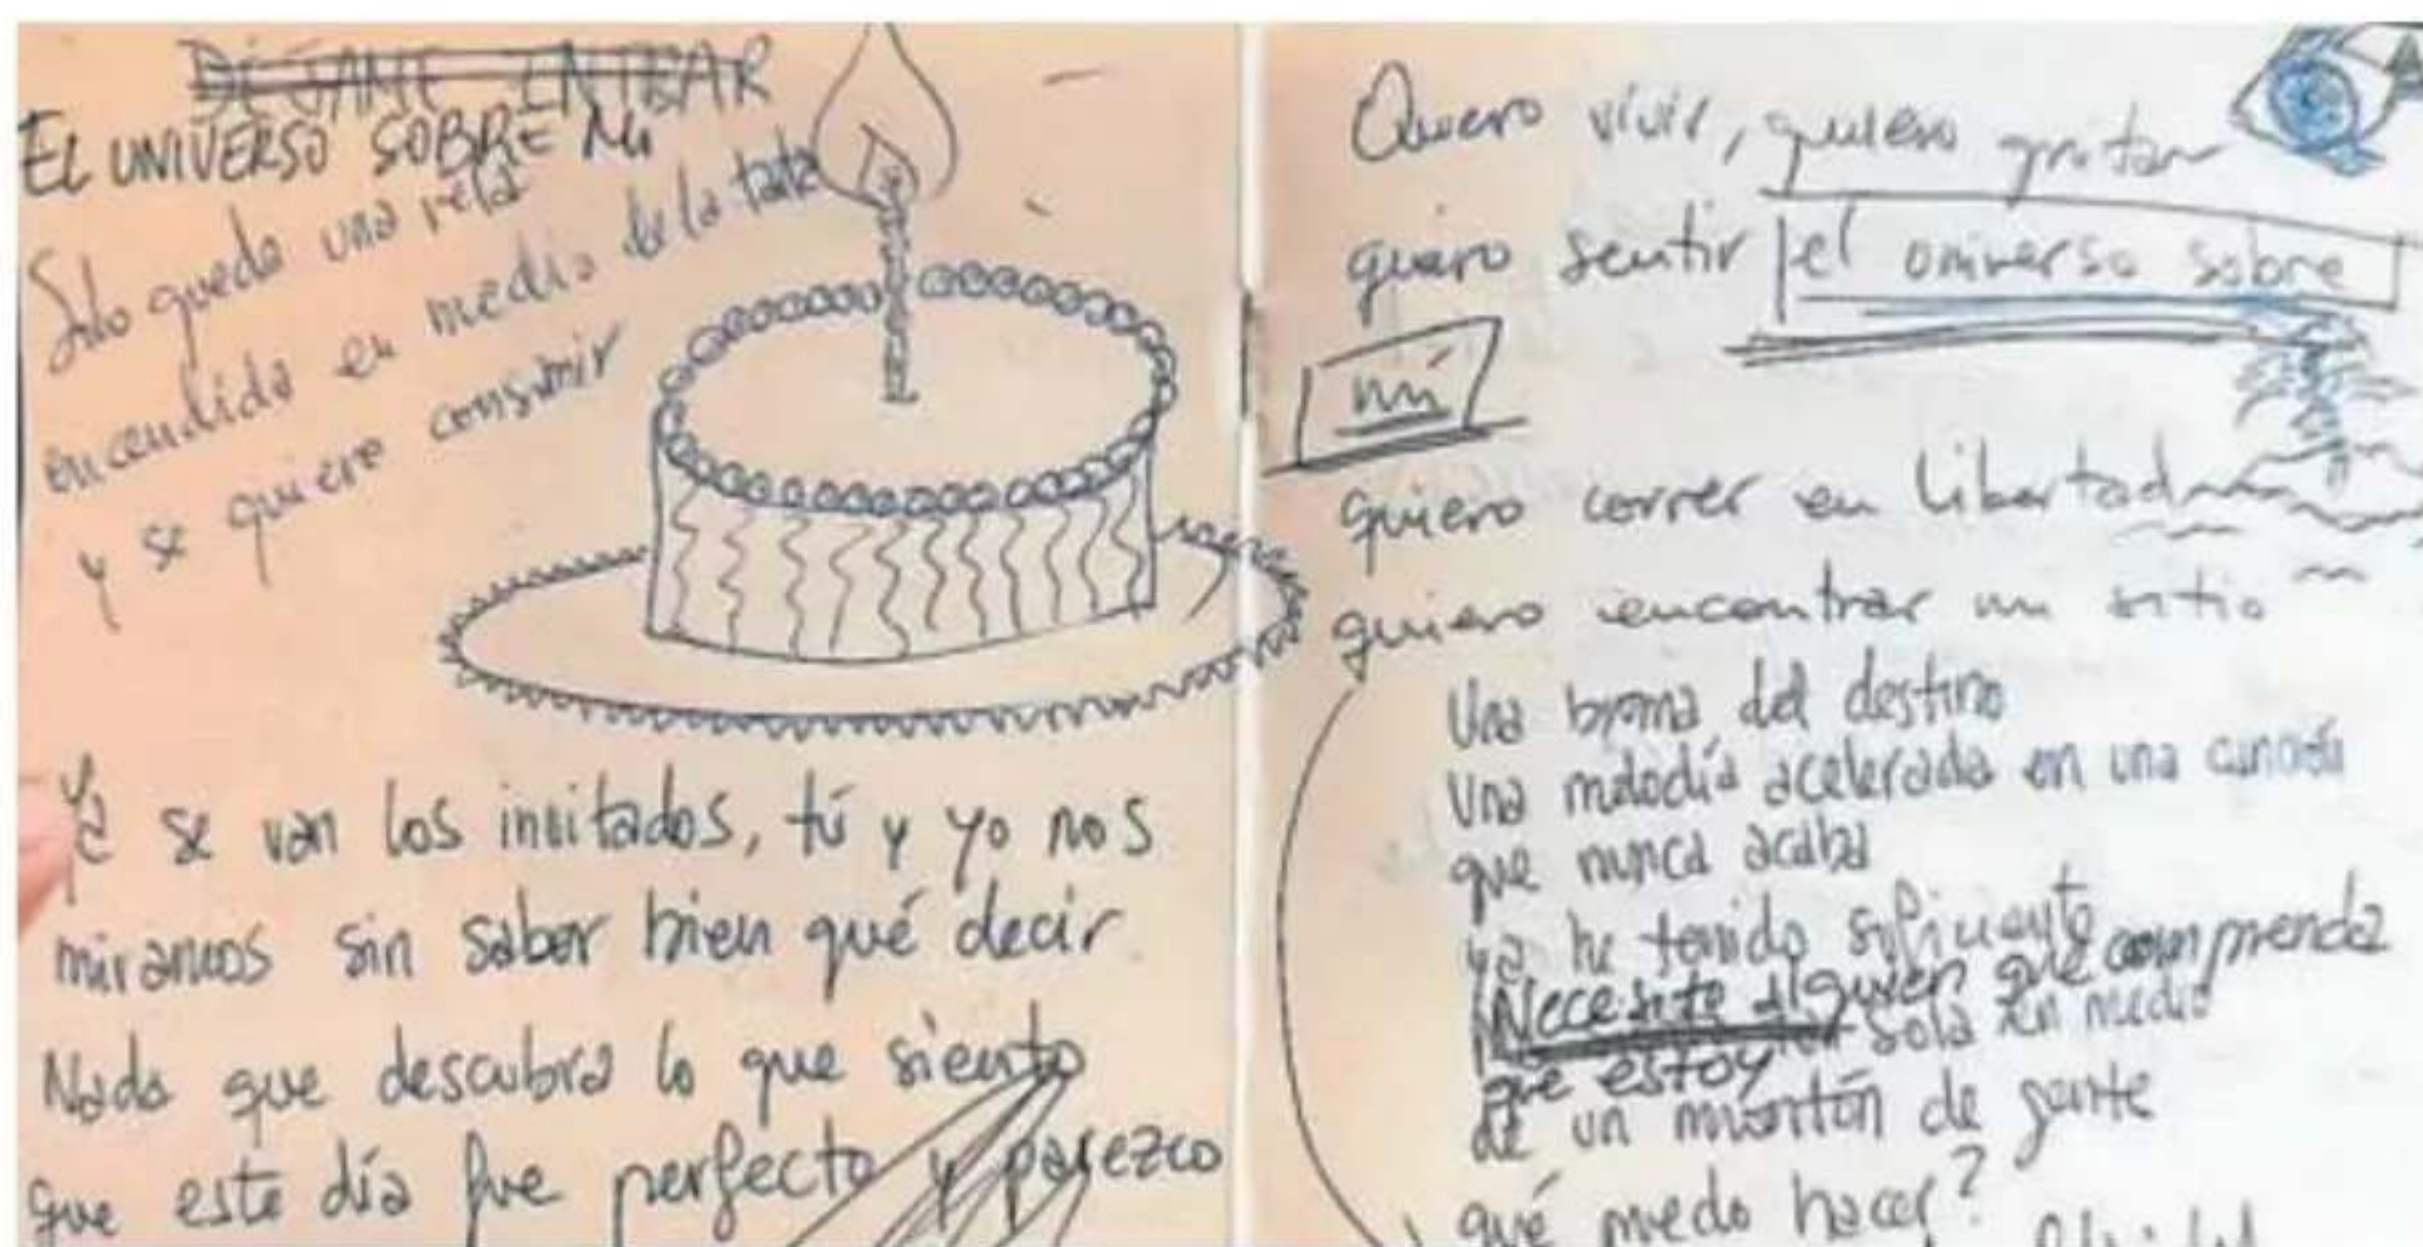 DÉJAME ENTRAR
EL UNIVERSO SOBRE MI
Solo queda una vela
encendida en medio de la tarta
y se quiere consumir
Ya se van los invitados, tú y yo nos
miramos sin saber bien qué decir.
Nada que descubra lo que siento
que este día fue perfecto y parezco
Quiero vivir, quiero gritar
quiero sentir el universo sobre
mí
quiero correr en libertad
quiero encontrar un sitio
Una broma del destino
Una melodía acelerada en una canción
que nunca acaba
ya he tenido suficiente
Necesito alguien que comprenda
que estoy sola en medio
de un montón de gente
qué puedo hacer?